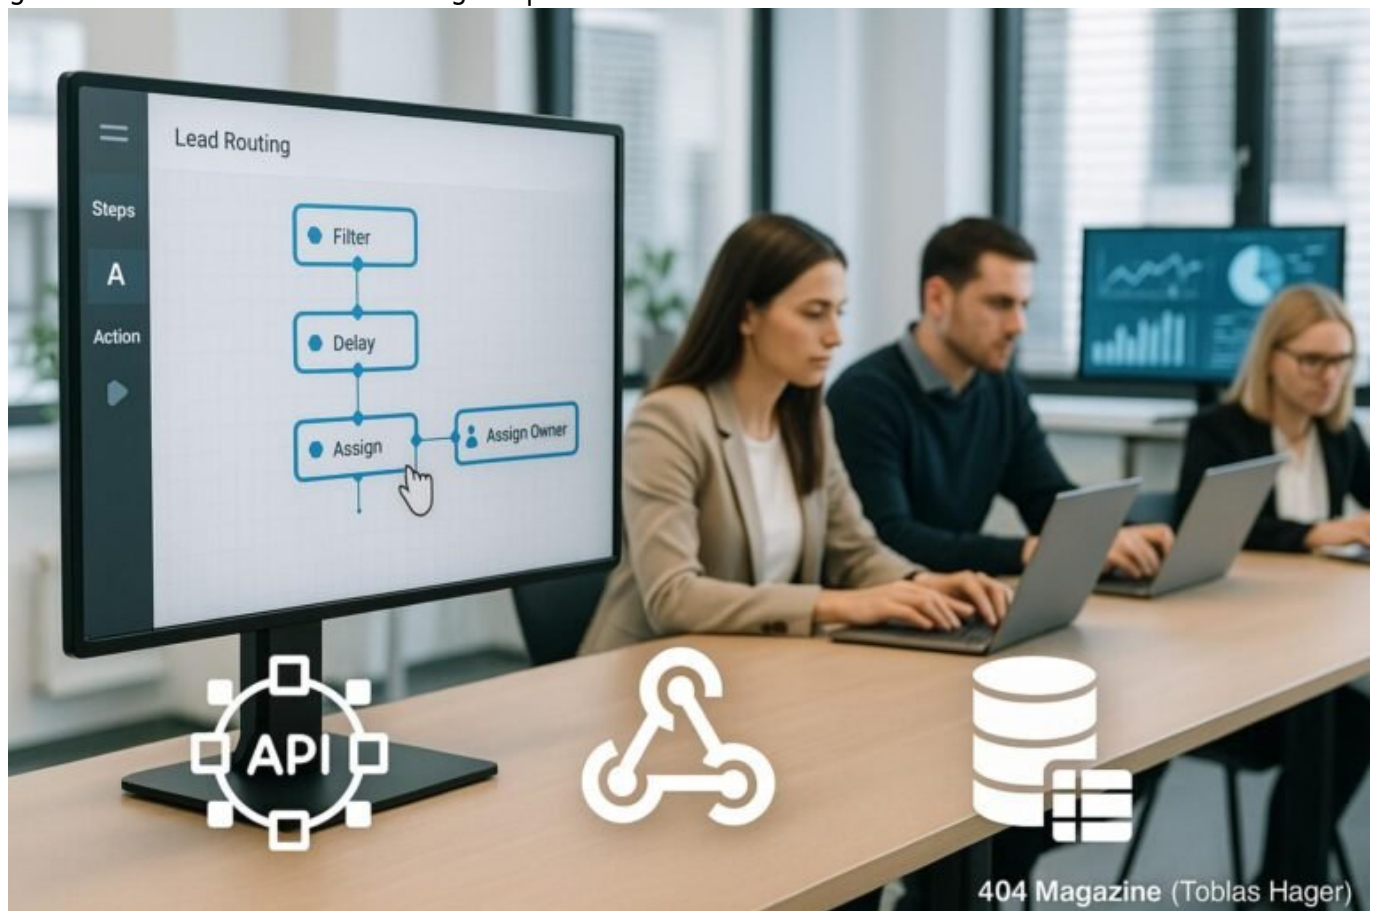 Lead Routing
Steps
A
Action
Filter
Delay
Assign
Assign Owner
API
404 Magazine (Toblas Hager)